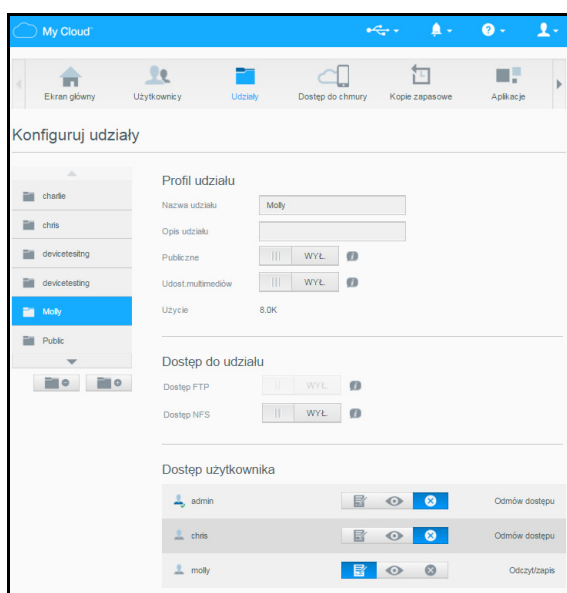 My Cloud
Ekran główny
Użytkownicy
Udziały
Dostęp do chmury
Kopie zapasowe
Aplikacje
Konfiguruj udziały
charlie
chris
devicetesitng
devicetesting
Molly
Public
Profil udziału
Nazwa udziału Molly
Opis udziału
Publiczne WYŁ.
Udost.multimediów WYŁ.
Użycie 8.0K
Dostęp do udziału
Dostęp FTP WYŁ.
Dostęp NFS WYŁ.
Dostęp użytkownika
admin Odmów dostępu
chris Odmów dostępu
molly Odczyt/zapis